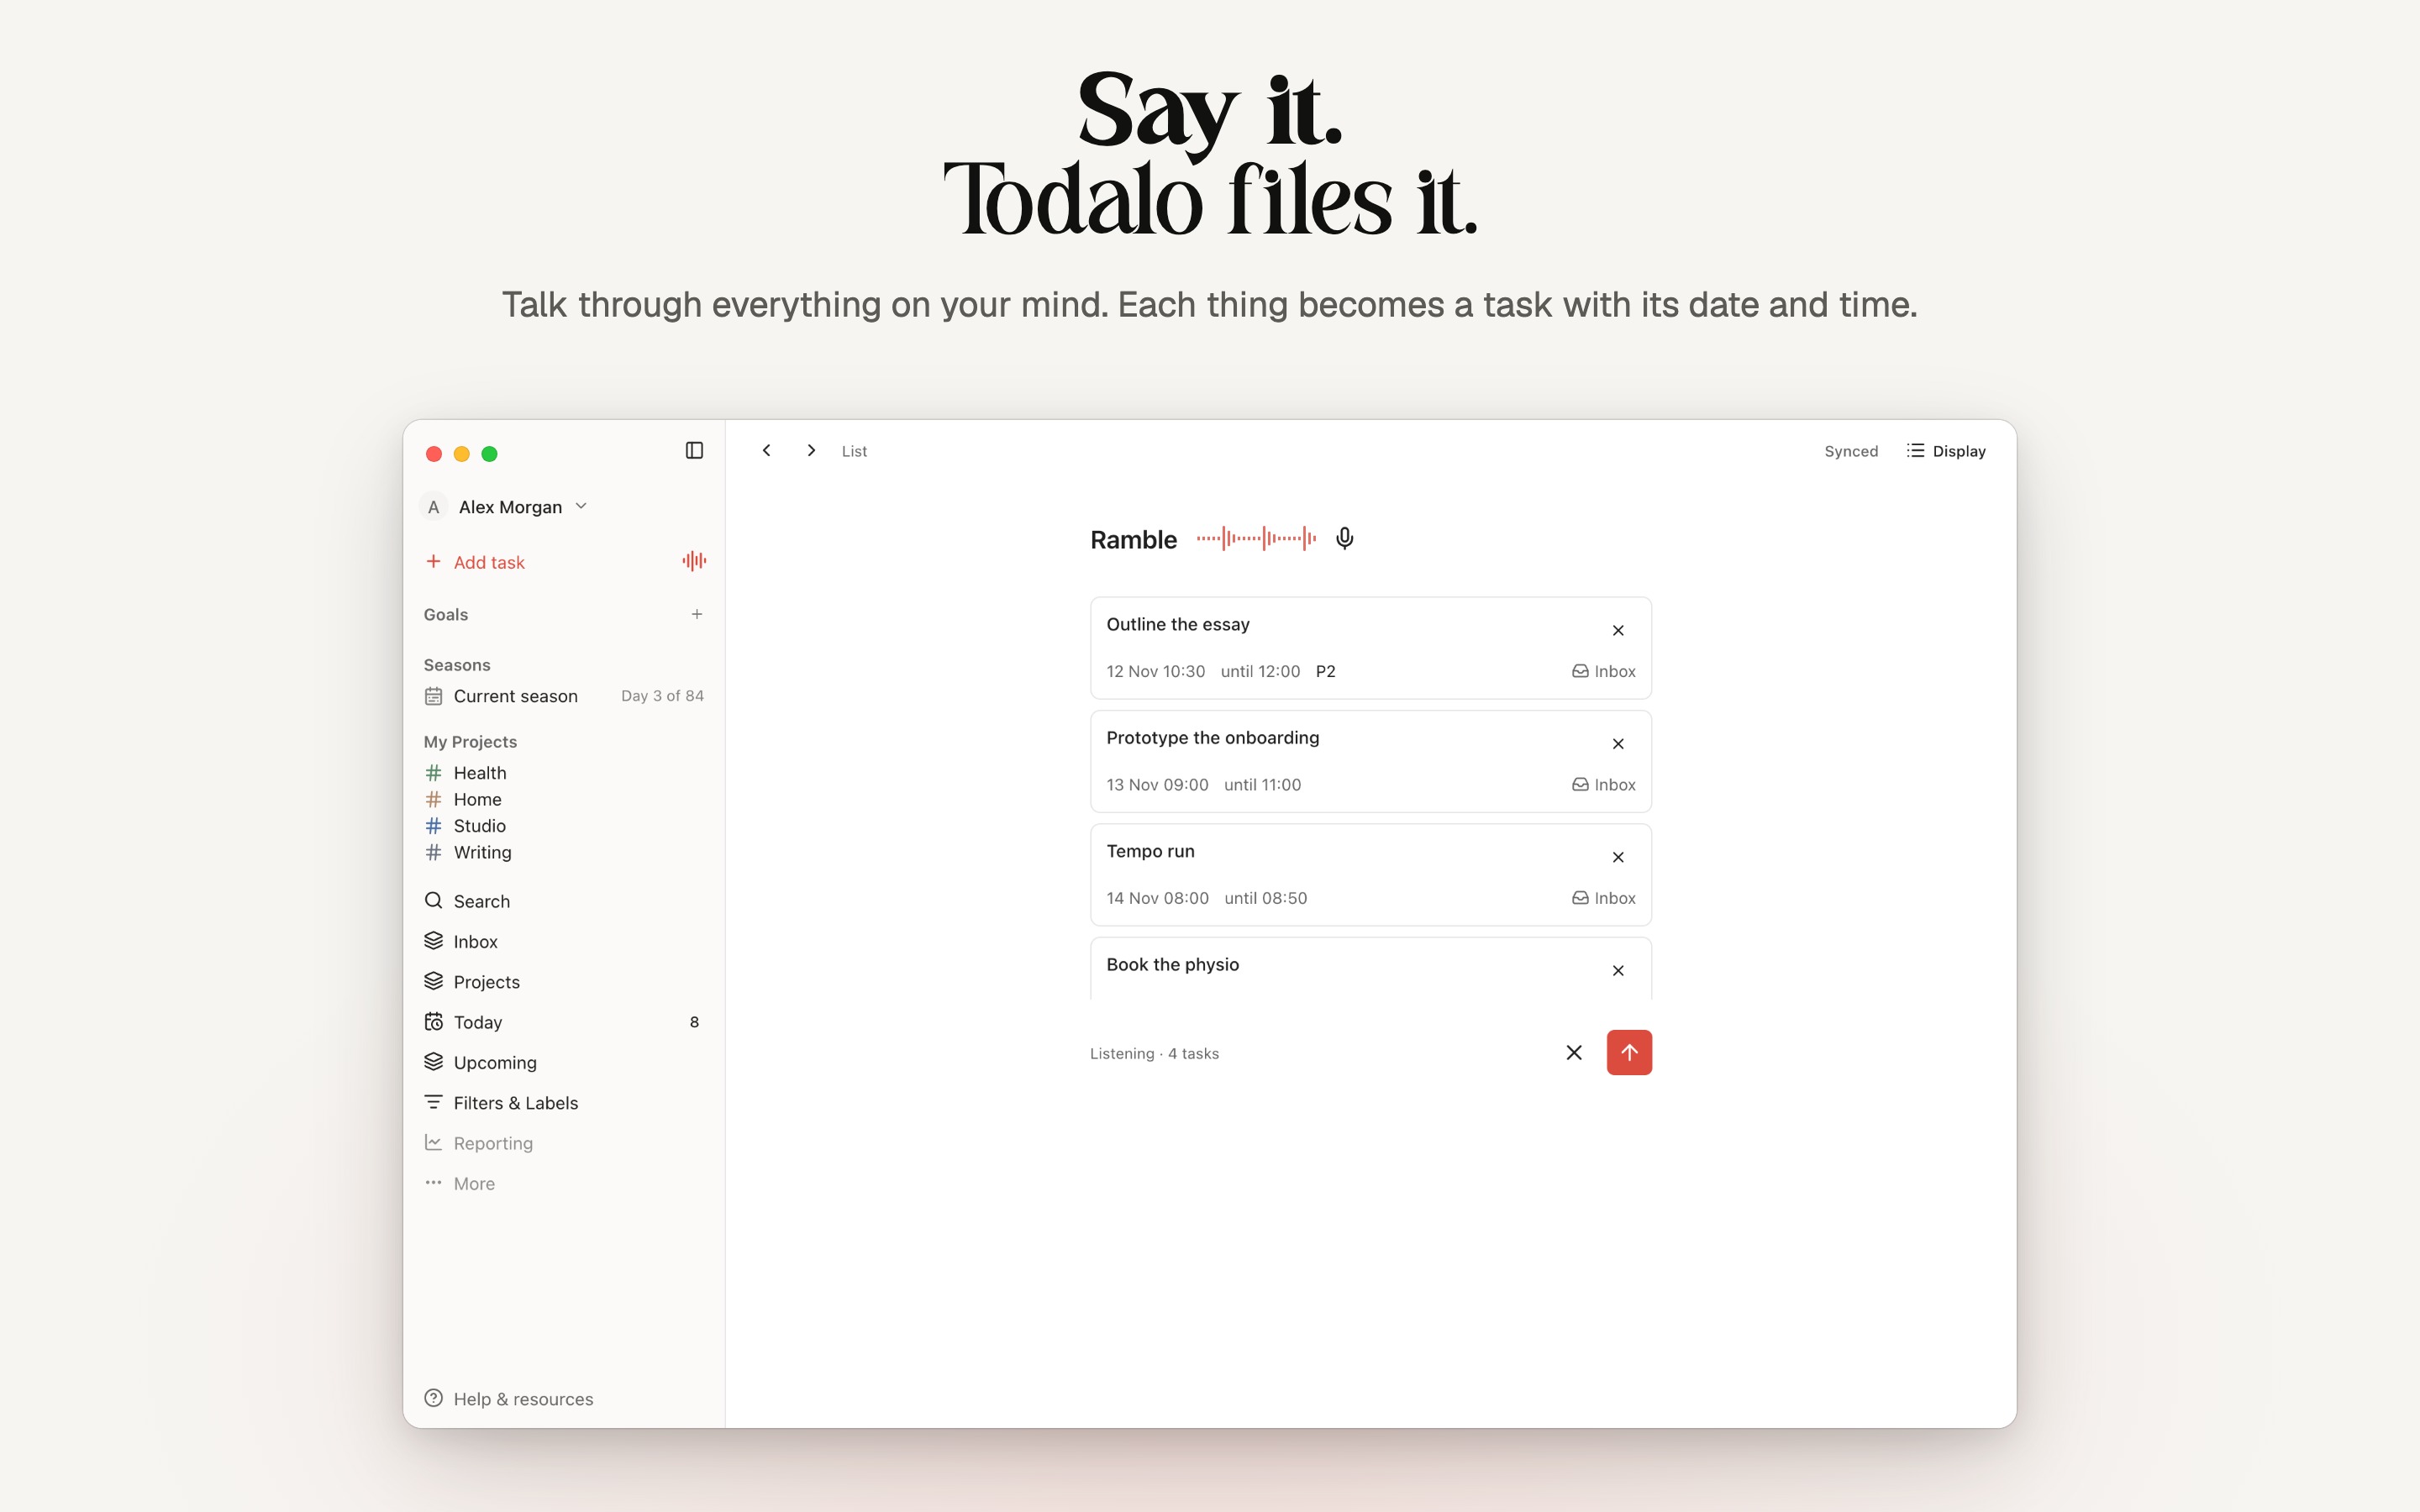 Say it.
Todalo files it.
Talk through everything on your mind. Each thing becomes a task with its date and time.
List
Synced
Display
A
Alex Morgan
Add task
Goals
Seasons
Current season
Day 3 of 84
My Projects
Health
Home
Studio
Writing
Search
Inbox
Projects
Today
8
Upcoming
Filters & Labels
Reporting
More
Help & resources
Ramble
Outline the essay
12 Nov 10:30 until 12:00 P2
Inbox
Prototype the onboarding
13 Nov 09:00 until 11:00
Inbox
Tempo run
14 Nov 08:00 until 08:50
Inbox
Book the physio
Listening · 4 tasks